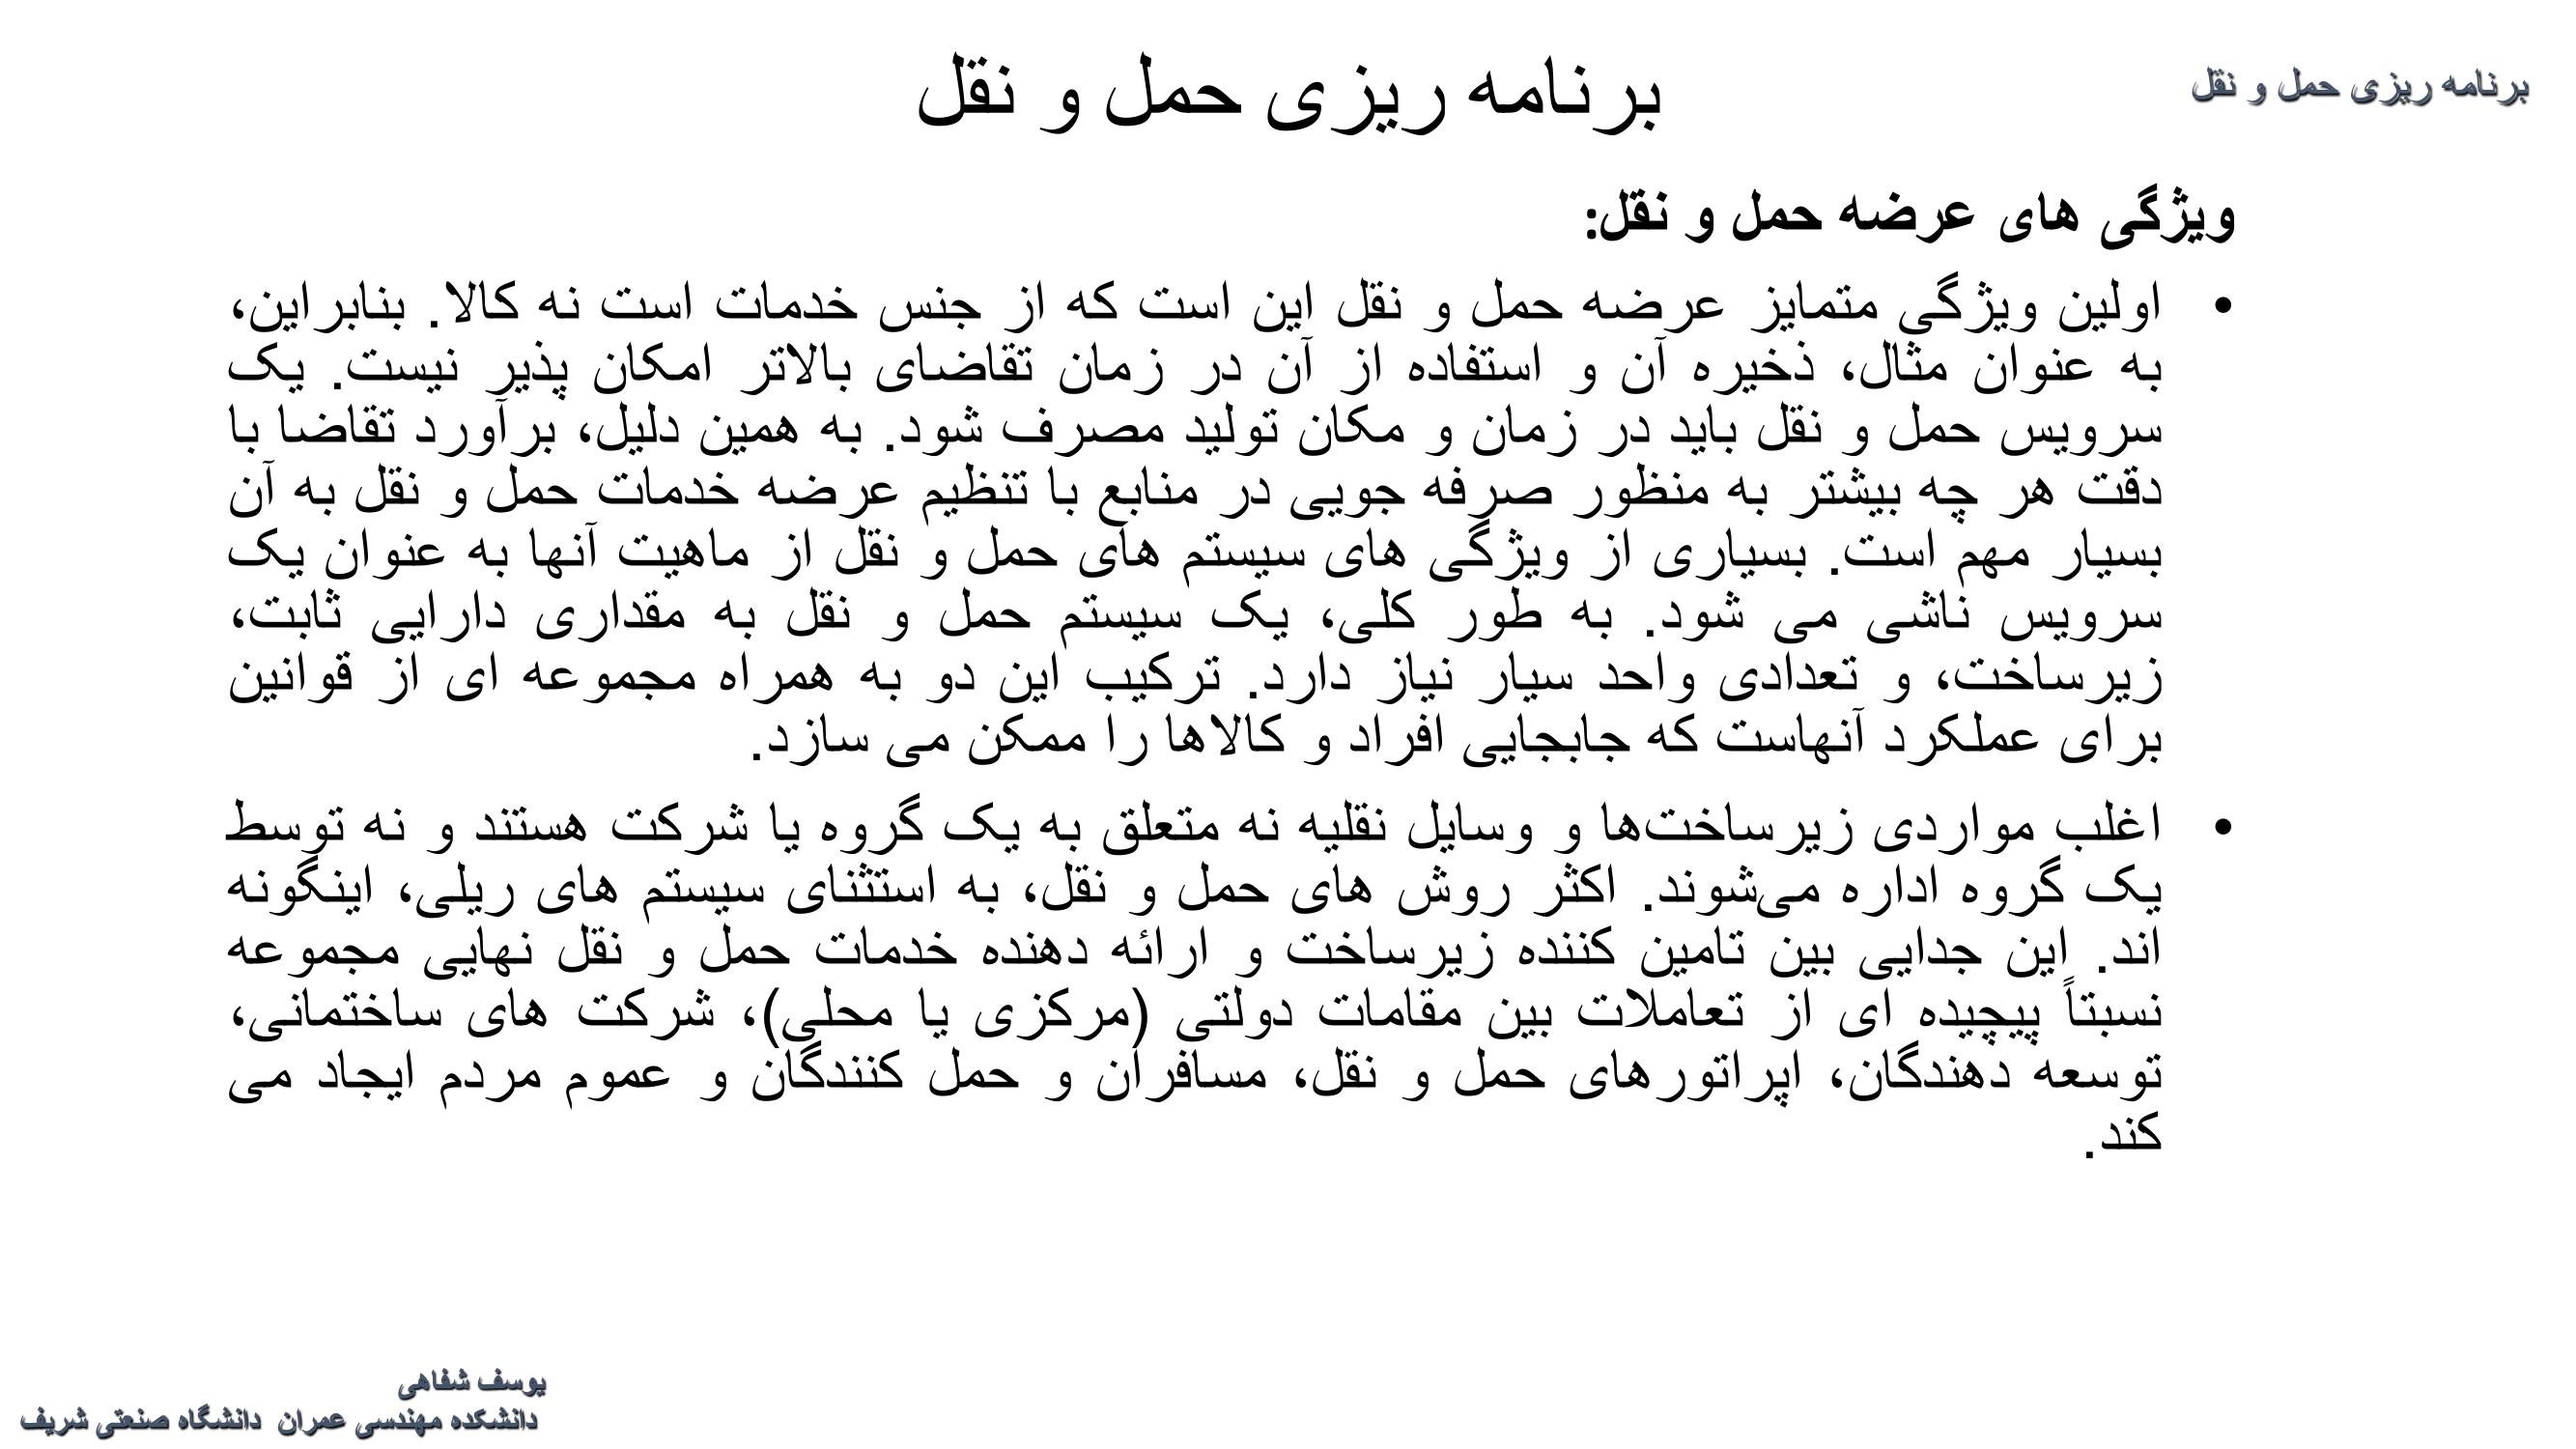 برنامه ریزی حمل و نقل
برنامه ریزی حمل و نقل
ویژگی های عرضه حمل و نقل:
• اولین ویژگی متمایز عرضه حمل و نقل این است که از جنس خدمات است نه کالا. بنابراین،
به عنوان مثال، ذخیره آن و استفاده از آن در زمان تقاضای بالاتر امکان پذیر نیست. یک
سرویس حمل و نقل باید در زمان و مکان تولید مصرف شود. به همین دلیل، برآورد تقاضا با
دقت هر چه بیشتر به منظور صرفه جویی در منابع با تنظیم عرضه خدمات حمل و نقل به آن
بسیار مهم است. بسیاری از ویژگی های سیستم های حمل و نقل از ماهیت آنها به عنوان یک
سرویس ناشی می شود. به طور کلی، یک سیستم حمل و نقل به مقداری دارایی ثابت،
زیرساخت، و تعدادی واحد سیار نیاز دارد. ترکیب این دو به همراه مجموعه ای از قوانین
برای عملکرد آنهاست که جابجایی افراد و کالاها را ممکن می سازد.
• اغلب مواردی زیرساخت‌ها و وسایل نقلیه نه متعلق به یک گروه یا شرکت هستند و نه توسط
یک گروه اداره می‌شوند. اکثر روش های حمل و نقل، به استثنای سیستم های ریلی، اینگونه
اند. این جدایی بین تامین کننده زیرساخت و ارائه دهنده خدمات حمل و نقل نهایی مجموعه
نسبتاً پیچیده ای از تعاملات بین مقامات دولتی (مرکزی یا محلی)، شرکت های ساختمانی،
توسعه دهندگان، اپراتورهای حمل و نقل، مسافران و حمل کنندگان و عموم مردم ایجاد می
کند.
یوسف شفاهی
دانشکده مهندسی عمران دانشگاه صنعتی شریف